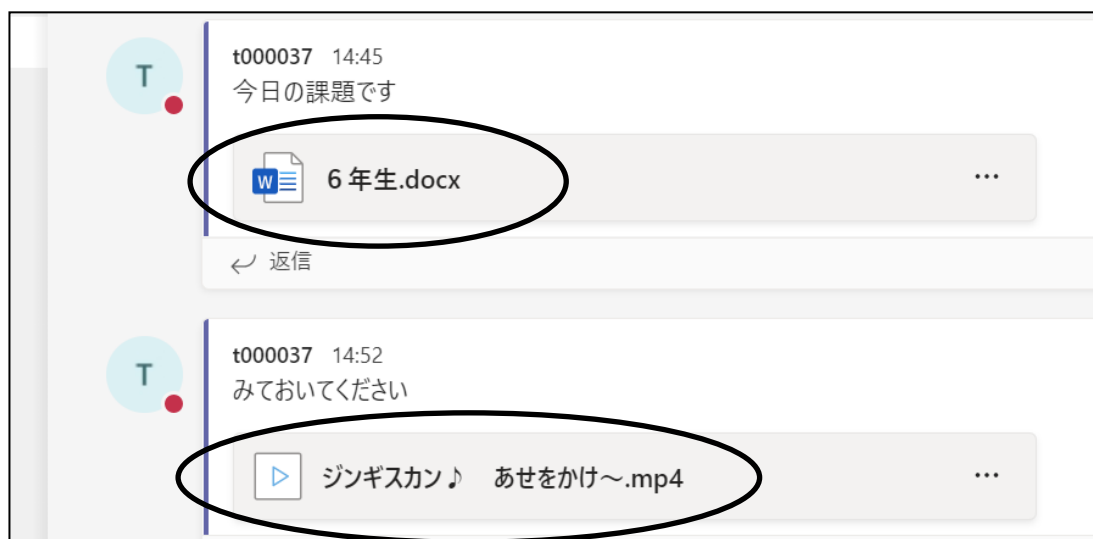 T
t000037 14:45
今日の課題です
W
6年生.docx
...
返信
T
t000037 14:52
みておいてください
ジンギスカン♪　あせをかけ～.mp4
...